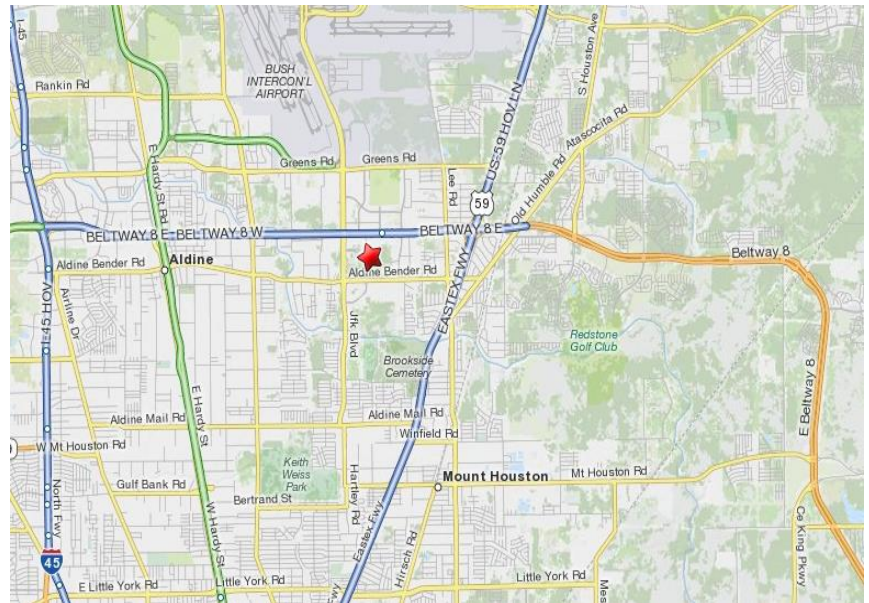 I-45
S Houston Ave
BUSH
INTERCON'L
AIRPORT
Rankin Rd
US-59 HOV LN
Atascocita Rd
E Hardy St Rd
Greens Rd
Greens Rd
Lee Rd
Old Humble Rd
59
BELTWAY 8 E
BELTWAY 8 W
BELTWAY 8 E
Beltway 8
Aldine Bender Rd
Aldine
Aldine Bender Rd
EASTEX FWY
I-45 HOV
Airline Dr
Jfk Blvd
Redstone
Golf Club
Brookside
Cemetery
E Hardy St
E Beltway 8
Aldine Mail Rd
Aldine Mail Rd
Winfield Rd
W Mt Houston Rd
Keith
Weiss
Park
Mount Houston
Mt Houston Rd
Gulf Bank Rd
Hartley Rd
Bertrand St
North Fwy
W Hardy St
Eastex Fwy
Hirsch Rd
Ce King Pkwy
45
E Little York Rd
Little York Rd
Little York Rd
Fwy
Mes